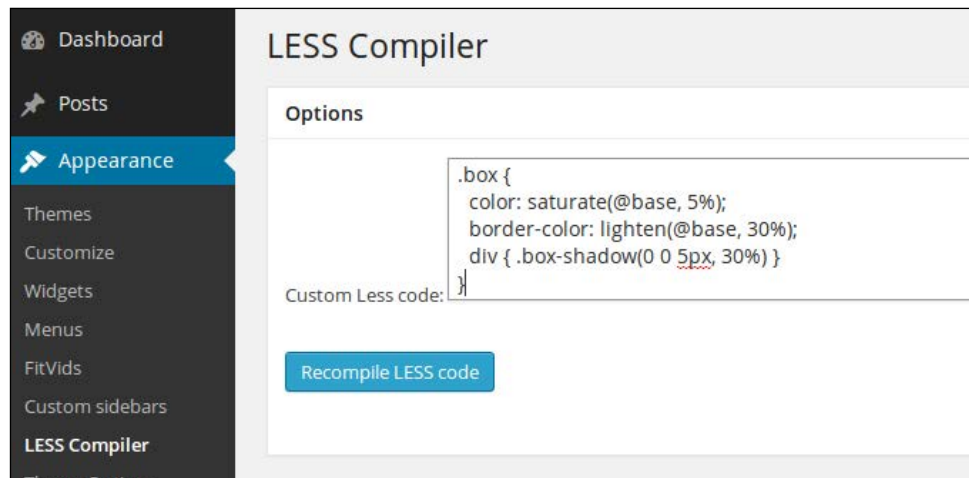 Dashboard
Posts
Appearance
Themes
Customize
Widgets
Menus
FitVids
Custom sidebars
LESS Compiler
LESS Compiler
Options
Custom Less code:
.box {
  color: saturate(@base, 5%);
  border-color: lighten(@base, 30%);
  div { .box-shadow(0 0 5px, 30%) }
}
Recompile LESS code